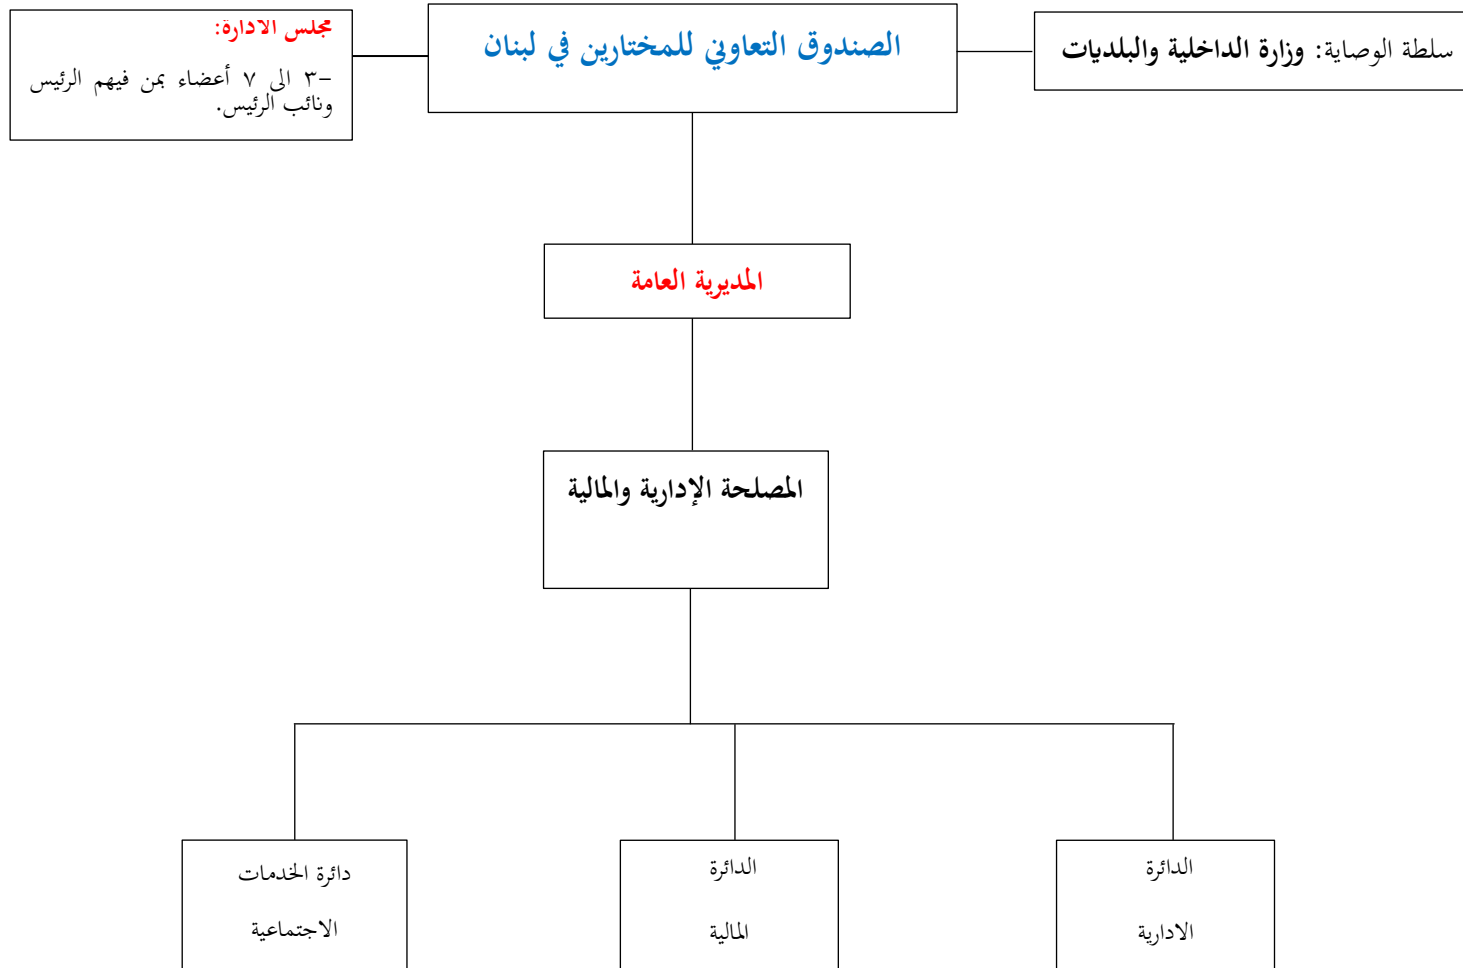 سلطة الوصاية: وزارة الداخلية والبلديات
الصندوق التعاوني للمختارين في لبنان
مجلس الادارة:
-٣ الى ٧ أعضاء بمن فيهم الرئيس
ونائب الرئيس.
المديرية العامة
المصلحة الإدارية والمالية
الدائرة
الادارية
الدائرة
المالية
دائرة الخدمات
الاجتماعية